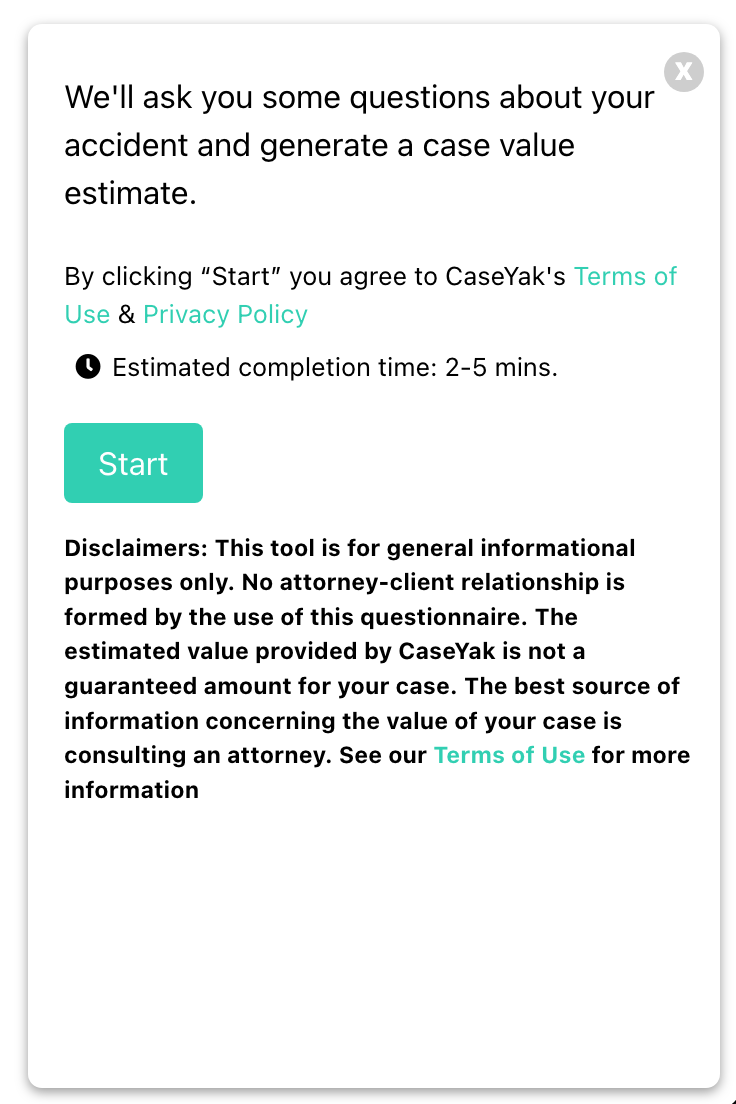 X
We'll ask you some questions about your
accident and generate a case value
estimate.
By clicking “Start” you agree to CaseYak's Terms of
Use & Privacy Policy
Estimated completion time: 2-5 mins.
Start
Disclaimers: This tool is for general informational
purposes only. No attorney-client relationship is
formed by the use of this questionnaire. The
estimated value provided by CaseYak is not a
guaranteed amount for your case. The best source of
information concerning the value of your case is
consulting an attorney. See our Terms of Use for more
information